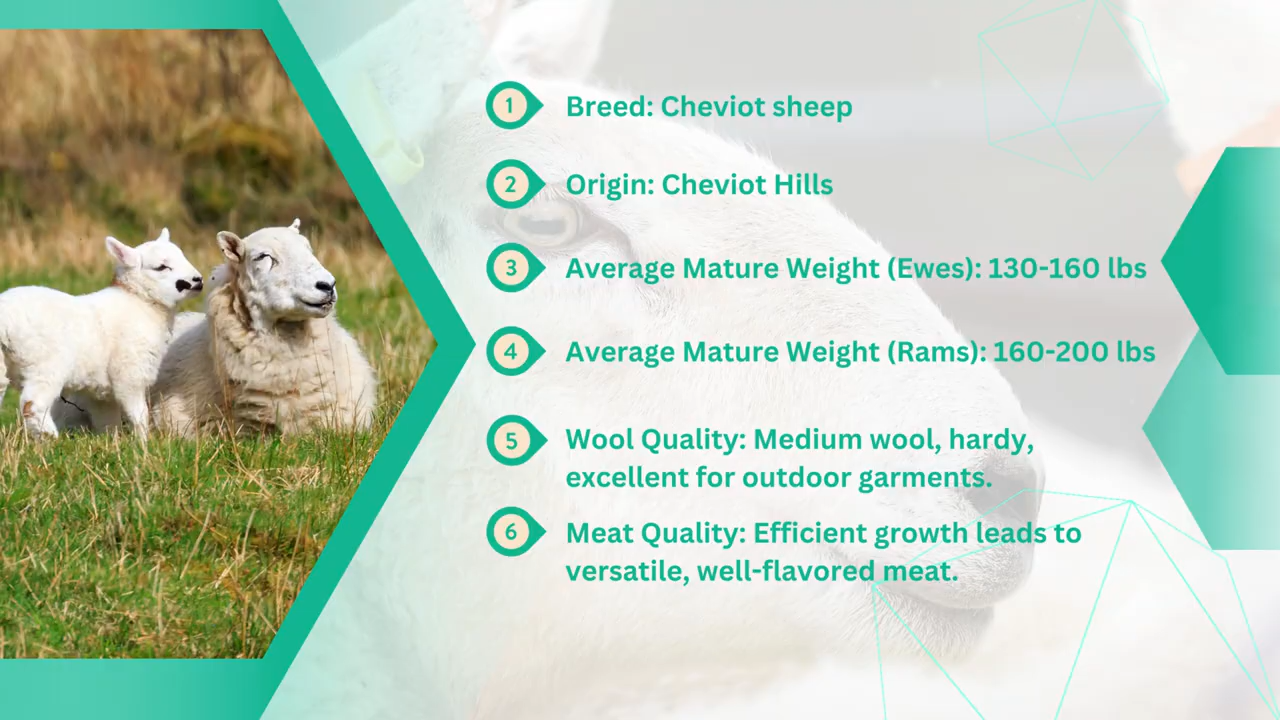 1 Breed: Cheviot sheep
2 Origin: Cheviot Hills
3 Average Mature Weight (Ewes): 130-160 lbs
4 Average Mature Weight (Rams): 160-200 lbs
5 Wool Quality: Medium wool, hardy,
excellent for outdoor garments.
6 Meat Quality: Efficient growth leads to
versatile, well-flavored meat.